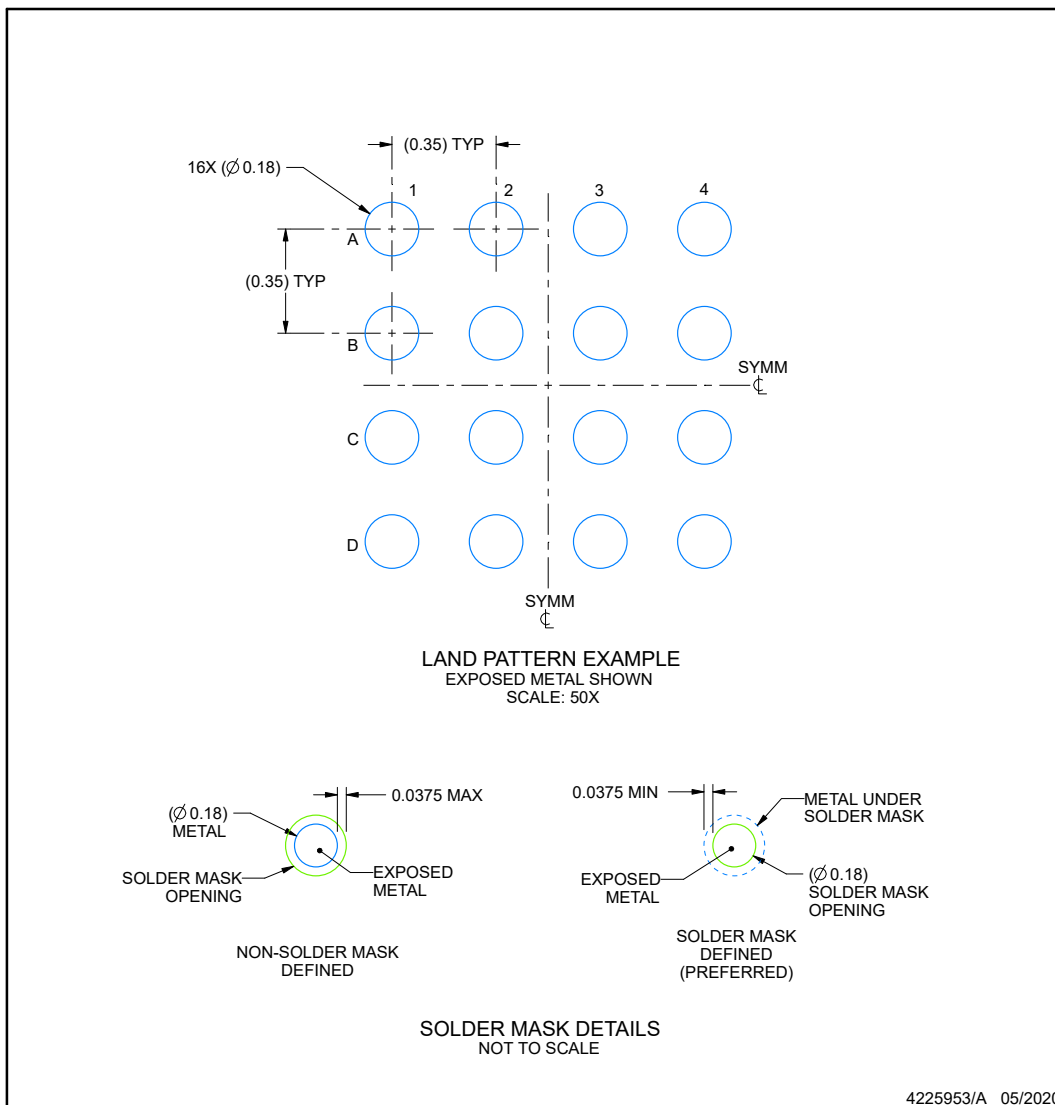 (0.35) TYP
16X (∅ 0.18)
1
2
3
4
A
(0.35) TYP
B
SYMM
℄
C
D
SYMM
℄
LAND PATTERN EXAMPLE
EXPOSED METAL SHOWN
SCALE: 50X
0.0375 MAX
(∅ 0.18)
METAL
SOLDER MASK
OPENING
EXPOSED
METAL
NON-SOLDER MASK
DEFINED
0.0375 MIN
METAL UNDER
SOLDER MASK
EXPOSED
METAL
(∅ 0.18)
SOLDER MASK
OPENING
SOLDER MASK
DEFINED
(PREFERRED)
SOLDER MASK DETAILS
NOT TO SCALE
4225953/A 05/2020